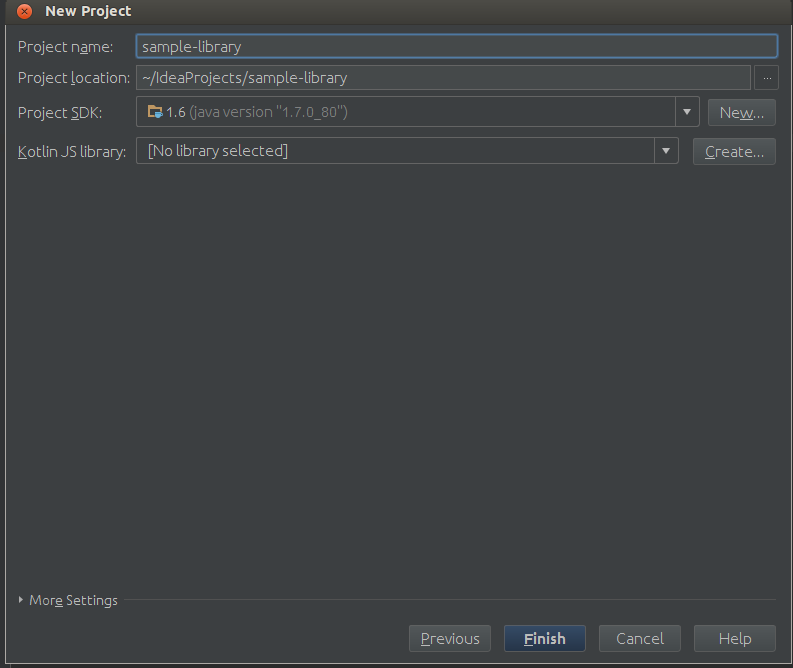 New Project
Project name: sample-library
Project location: ~/IdeaProjects/sample-library ...
Project SDK: 1.6 (java version "1.7.0_80") New...
Kotlin JS library: [No library selected] Create...
More Settings
Previous Finish Cancel Help